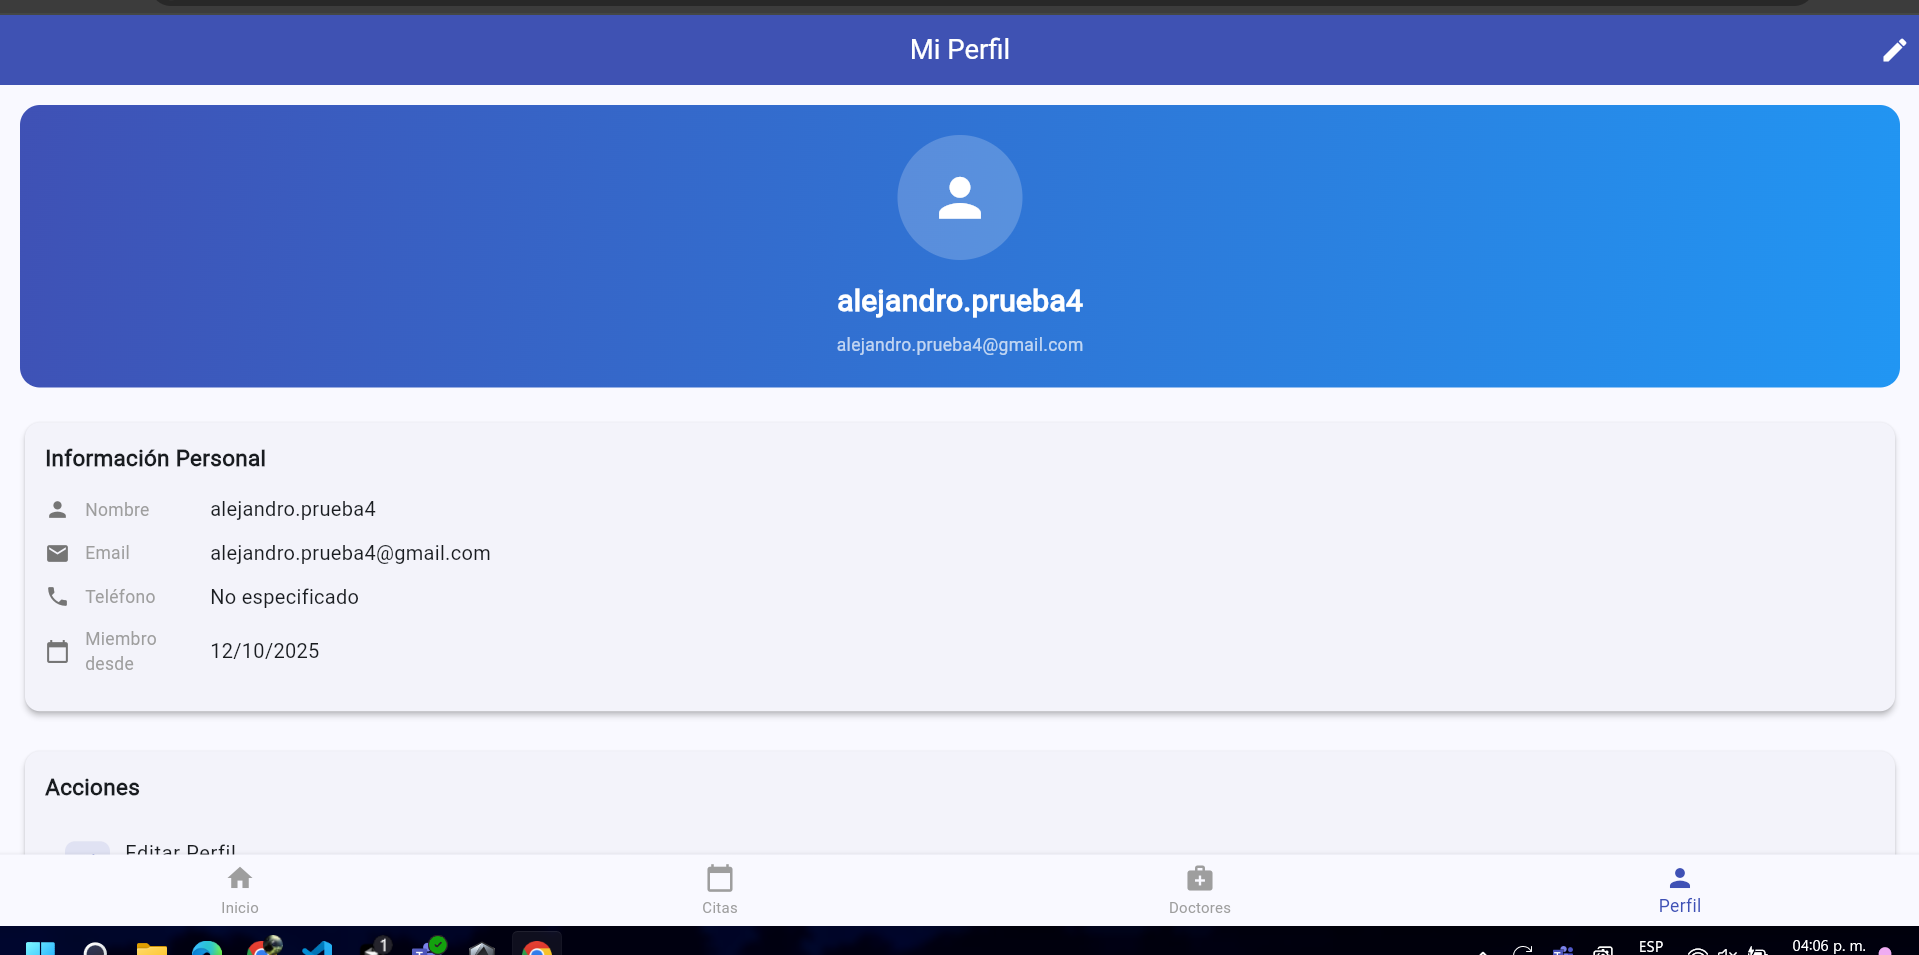 Mi Perfil
alejandro.prueba4
alejandro.prueba4@gmail.com
Información Personal
Nombre alejandro.prueba4
Email alejandro.prueba4@gmail.com
Teléfono No especificado
Miembro desde 12/10/2025
Acciones
Editar Perfil
Inicio Citas Doctores Perfil
1 ESP 04:06 p. m.